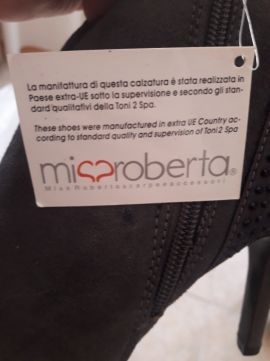 La manifattura di questa calzatura è stata realizzata in
Paese extra-UE sotto la supervisione e secondo gli stan-
dard qualitativi della Toni 2 Spa.
These shoes were manufactured in extra UE Country ac-
cording to standard quality and supervision of Toni 2 Spa
missroberta®
Miss Robertascarpeeaccessori